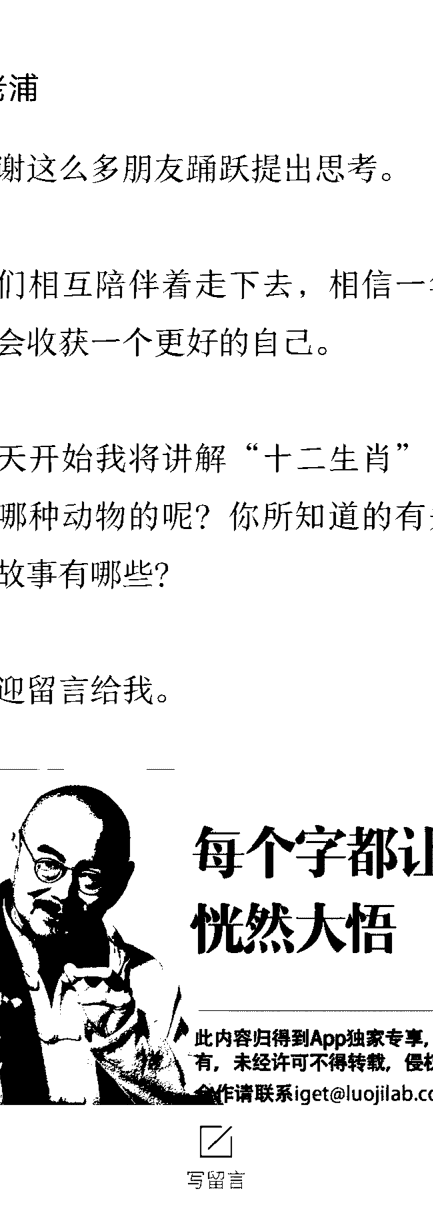 老浦
谢这么多朋友踊跃提出思考。
们相互陪伴着走下去，相信一
会收获一个更好的自己。
天开始我将讲解“十二生肖”
哪种动物的呢？你所知道的有
故事有哪些？
迎留言给我。
每个字都让
恍然大悟
此内容归得到App独家专享，
有，未经许可不得转载，侵权
合作请联系iget@luojilab.co
写留言